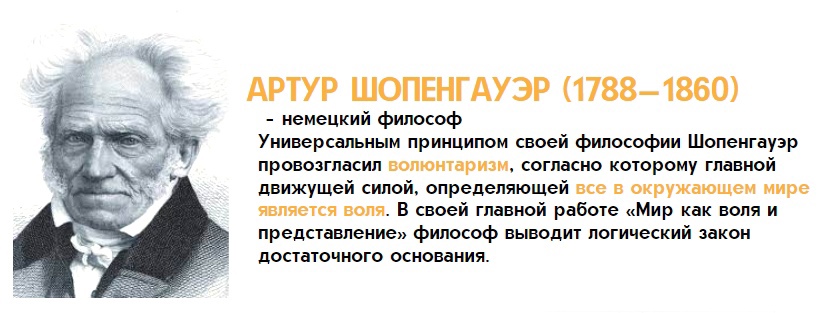 АРТУР ШОПЕНГАУЭР (1788–1860)
- немецкий философ
Универсальным принципом своей философии Шопенгауэр
провозгласил волюнтаризм, согласно которому главной
движущей силой, определяющей все в окружающем мире
является воля. В своей главной работе «Мир как воля и
представление» философ выводит логический закон
достаточного основания.